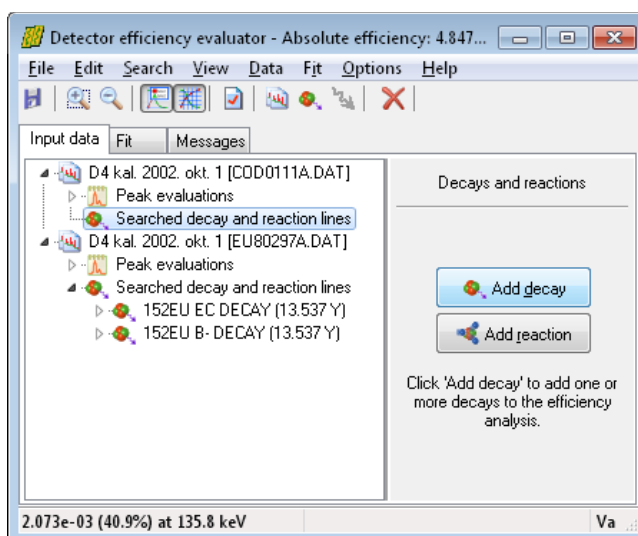 Detector efficiency evaluator - Absolute efficiency: 4.847...
File Edit Search View Data Fit Options Help
Input data Fit Messages
D4 kal. 2002. okt. 1 [COD0111A.DAT]
Peak evaluations
Searched decay and reaction lines
D4 kal. 2002. okt. 1 [EU80297A.DAT]
Peak evaluations
Searched decay and reaction lines
152EU EC DECAY (13.537 Y)
152EU B- DECAY (13.537 Y)
Decays and reactions
Add decay
Add reaction
Click 'Add decay' to add one or
more decays to the efficiency
analysis.
2.073e-03 (40.9%) at 135.8 keV
Va